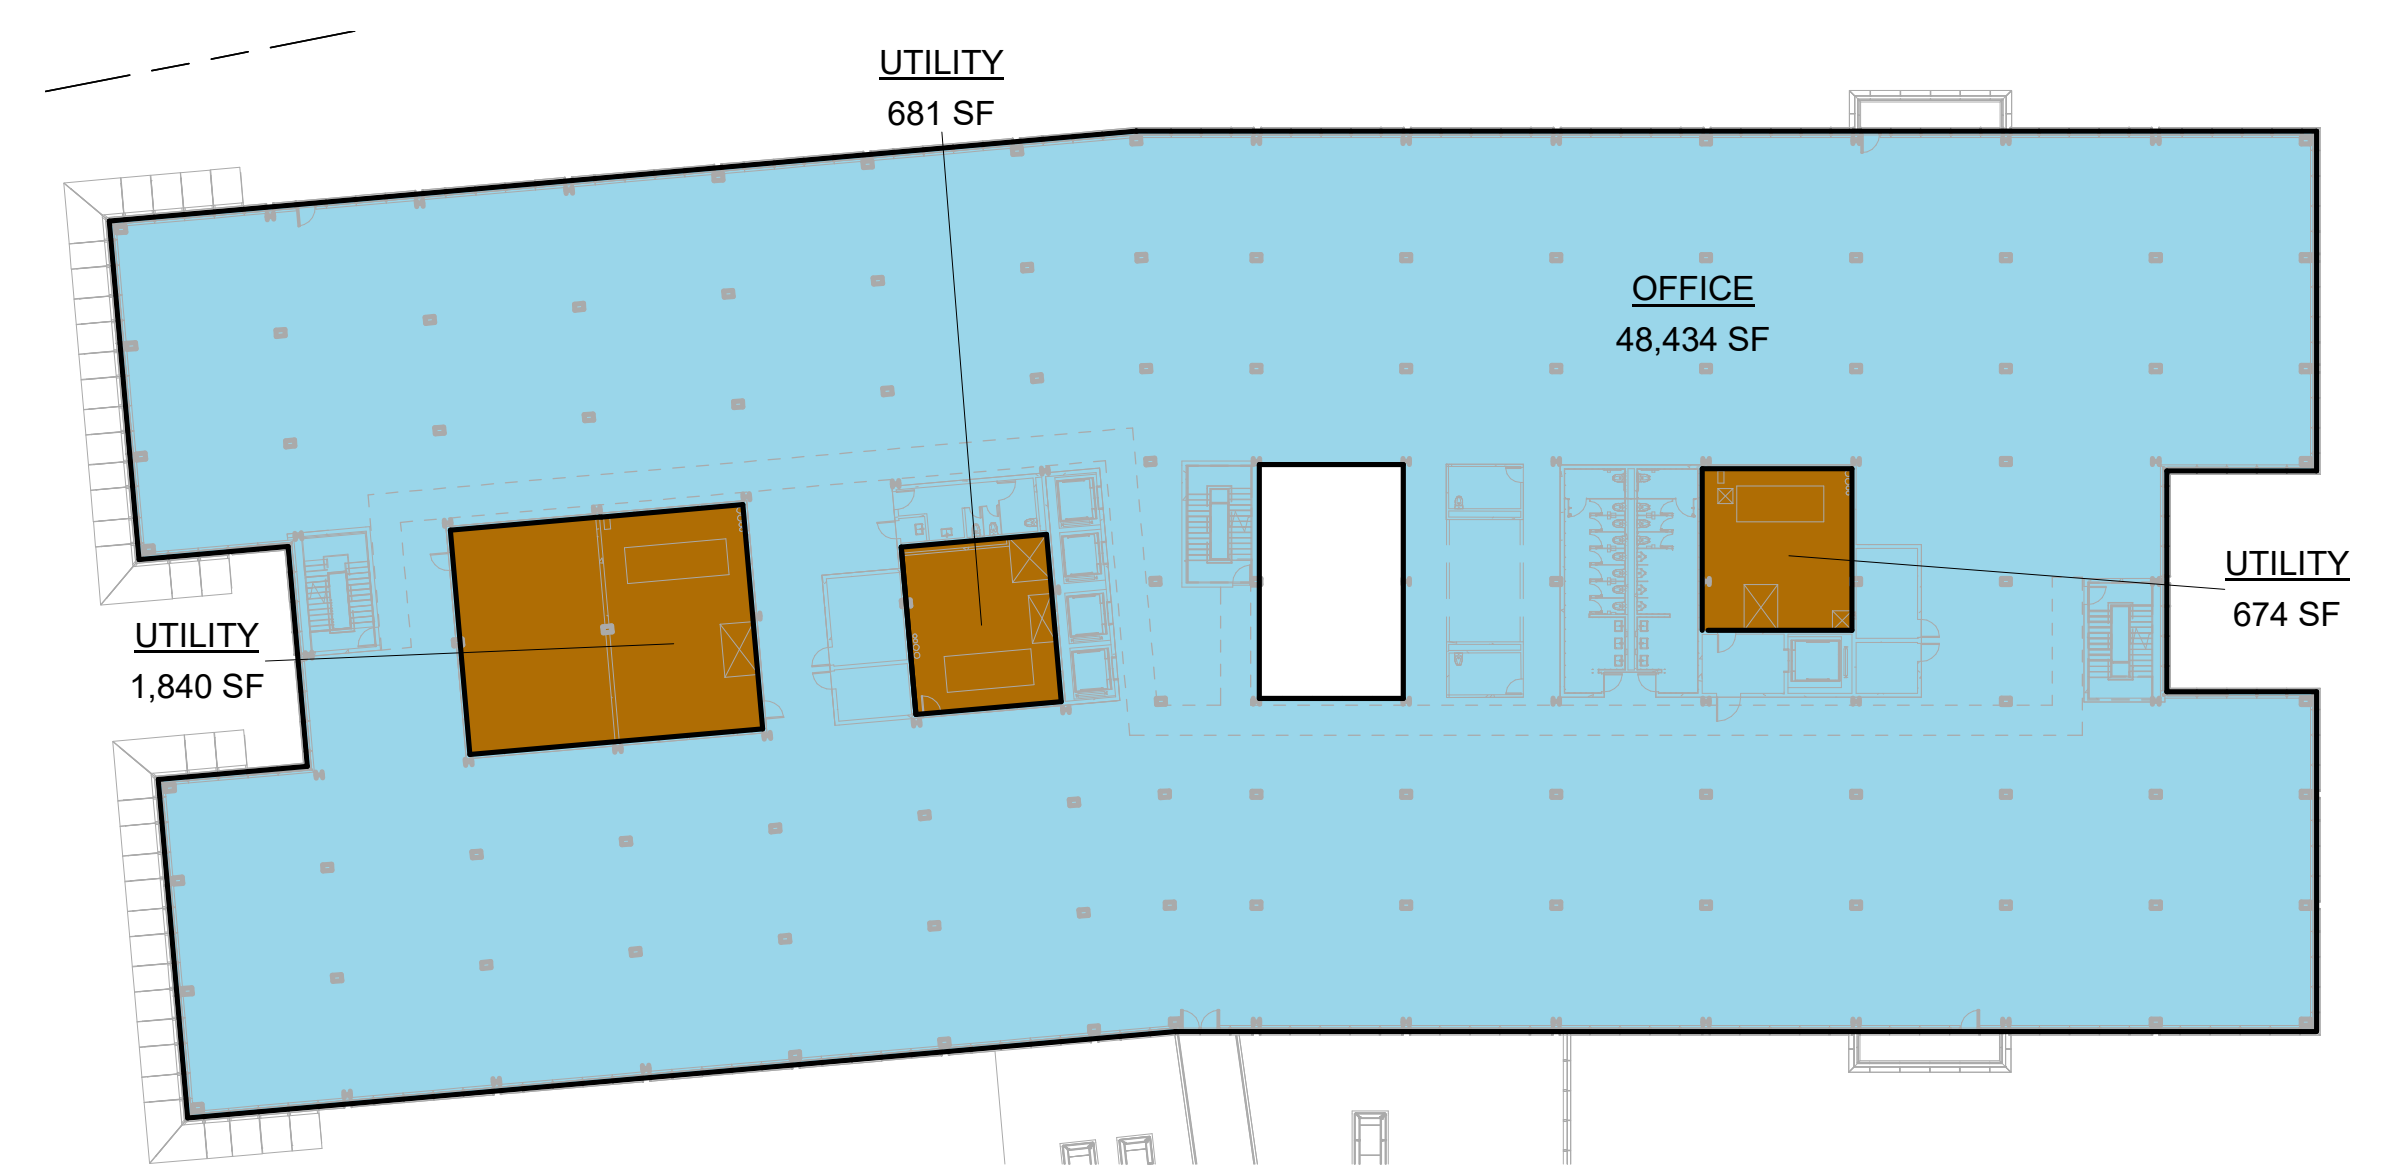 UTILITY
681 SF
OFFICE
48,434 SF
UTILITY
674 SF
UTILITY
1,840 SF